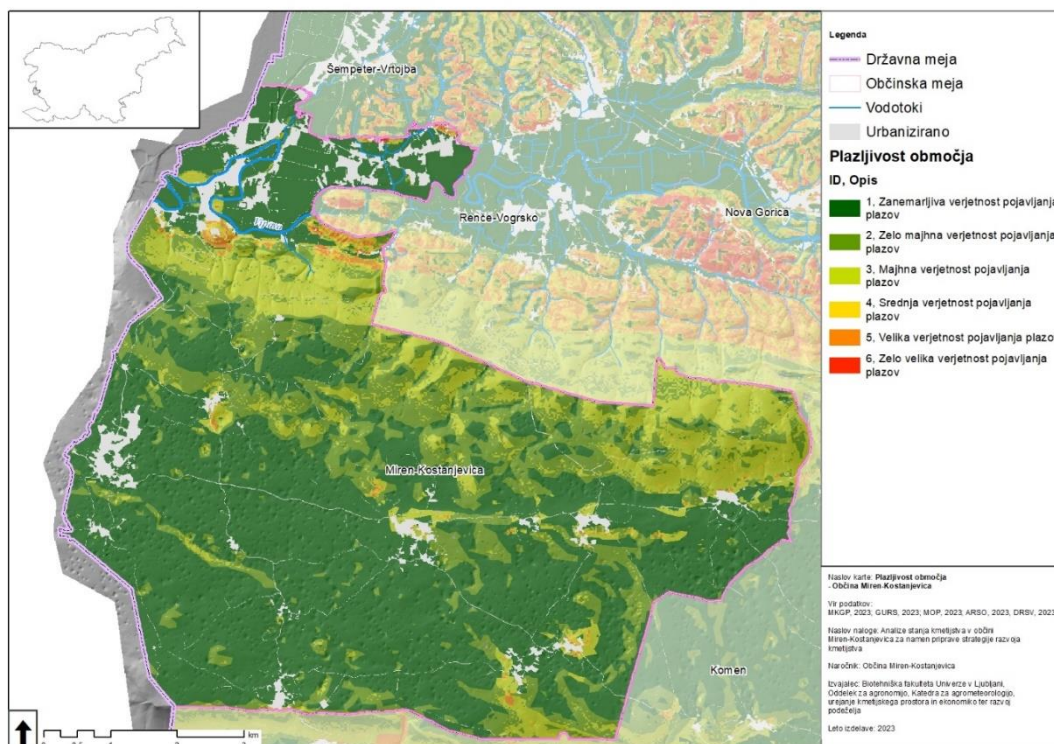 Šempeter-Vrtojba
Renče-Vogrsko
Nova Gorica
Miren-Kostanjevica
Komen
km
Legenda
Državna meja
Občinska meja
Vodotoki
Urbanizirano
Plazljivost območja
ID, Opis
1, Zanemarljiva verjetnost pojavljanja
plazov
2, Zelo majhna verjetnost pojavljanja
plazov
3, Majhna verjetnost pojavljanja
plazov
4, Srednja verjetnost pojavljanja
plazov
5, Velika verjetnost pojavljanja plazo
6, Zelo velika verjetnost pojavljanja
plazov
Naslov karte: Plazljivost območja
- Občina Miren-Kostanjevica
Vir podatkov:
MKGP, 2023; GURS, 2023; MOP, 2023; ARSO, 2023, DRSV, 2023
Naslov naloge: Analize stanja kmetijstva v občini
Miren-Kostanjevica za namen priprave strategije razvoja
kmetijstva
Naročnik: Občina Miren-Kostanjevica
Izvajalec: Biotehniška fakulteta Univerze v Ljubljani,
Oddelek za agronomijo, Katedra za agrometeorologijo,
urejanje kmetijskega prostora in ekonomiko ter razvoj
podeželja
Leto izdelave: 2023